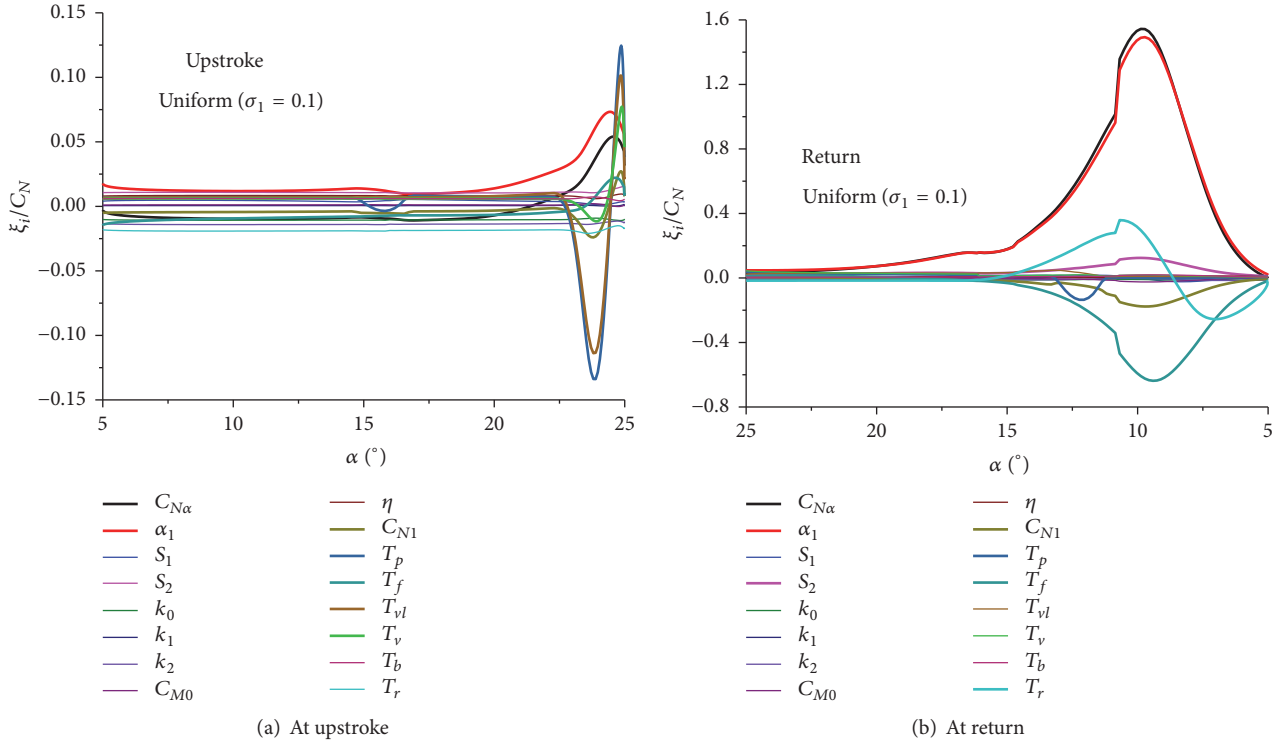 0.15
0.10
0.05
0.00
−0.05
−0.10
−0.15
ξi/CN
Upstroke
Uniform (σ1 = 0.1)
5
10
15
20
25
α (°)
CNα
α1
S1
S2
k0
k1
k2
CM0
η
CN1
Tp
Tf
Tvl
Tv
Tb
Tr
(a) At upstroke
1.6
1.2
0.8
0.4
0.0
−0.4
−0.8
ξi/CN
Return
Uniform (σ1 = 0.1)
25
20
15
10
5
α (°)
CNα
α1
S1
S2
k0
k1
k2
CM0
η
CN1
Tp
Tf
Tvl
Tv
Tb
Tr
(b) At return